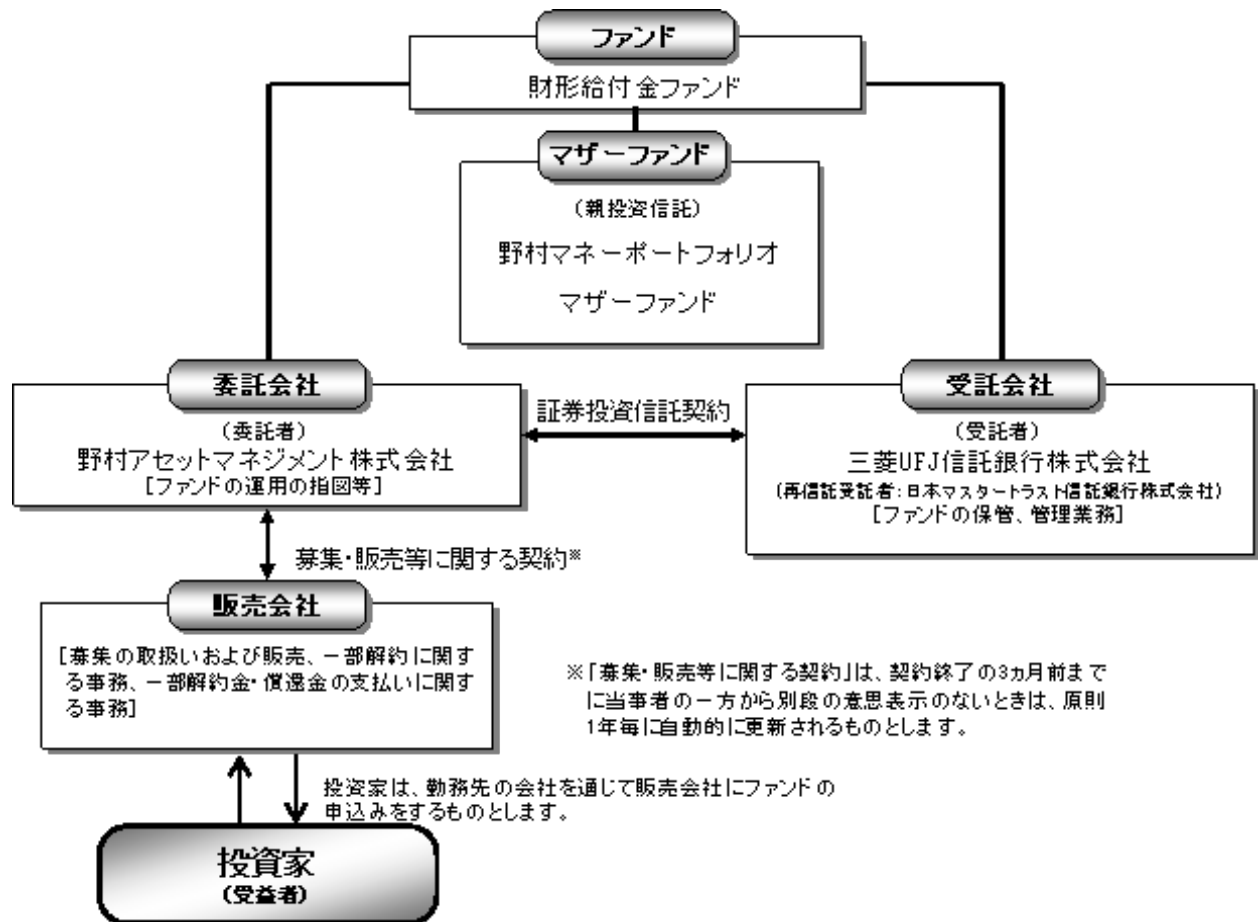 ファンド
財形給付金ファンド
マザーファンド
(親投資信託)
野村マネーポートフォリオ
マザーファンド
委託会社
(委託者)
野村アセットマネジメント株式会社
[ファンドの運用の指図等]
証券投資信託契約
受託会社
(受託者)
三菱UFJ信託銀行株式会社
(再信託受託者:日本マスタートラスト信託銀行株式会社)
[ファンドの保管、管理業務]
募集・販売等に関する契約※
販売会社
[募集の取扱いおよび販売、一部解約に関す
る事務、一部解約金・償還金の支払いに関す
る事務]
※「募集・販売等に関する契約」は、契約終了の3ヵ月前まで
に当事者の一方から別段の意思表示のないときは、原則
1年毎に自動的に更新されるものとします。
投資家は、勤務先の会社を通じて販売会社にファンドの
申込みをするものとします。
投資家
(受益者)